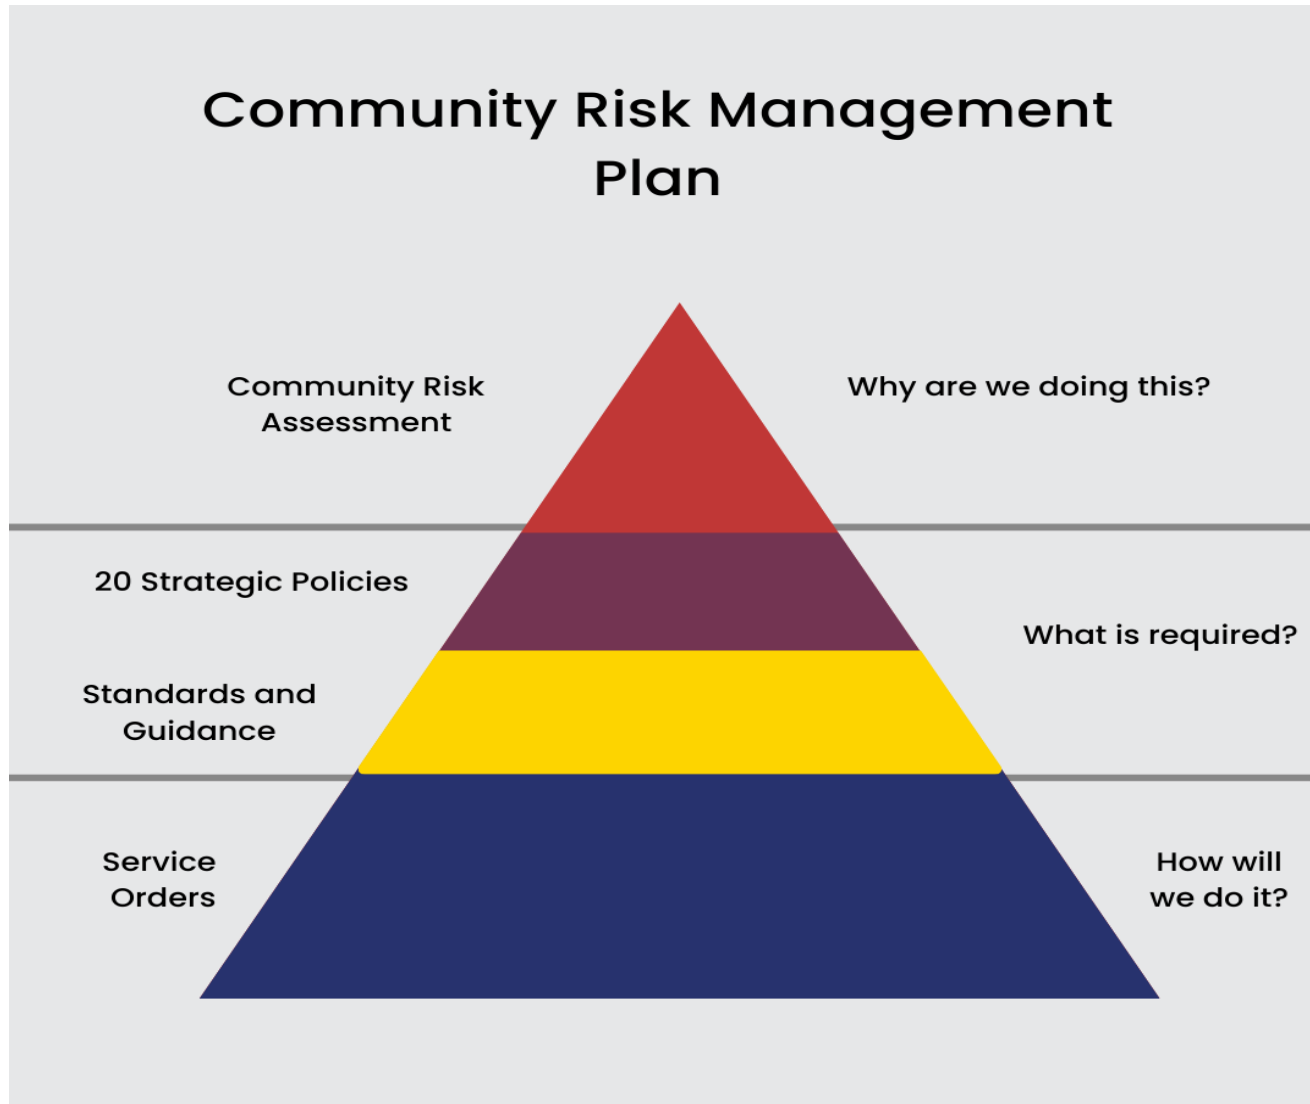 Community Risk Management
Plan
Community Risk
Assessment
Why are we doing this?
20 Strategic Policies
What is required?
Standards and
Guidance
Service
Orders
How will
we do it?